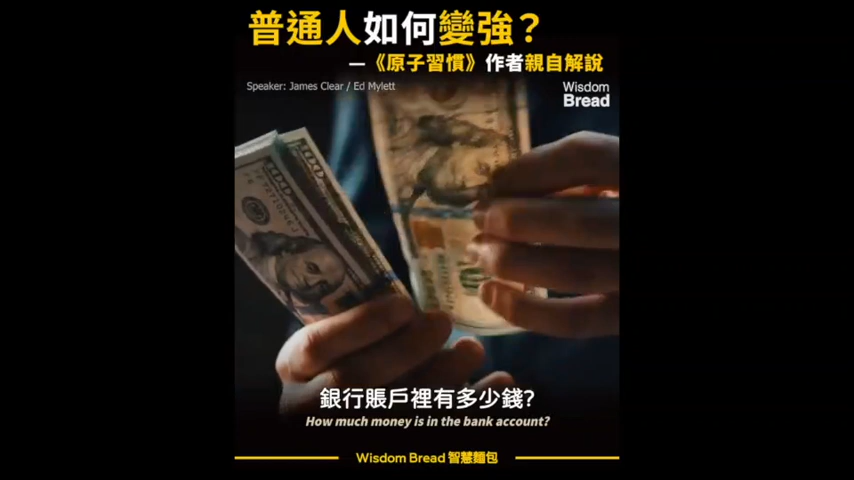 普通人如何變強？
—《原子習慣》作者親自解說
Speaker: James Clear / Ed Mylett
Wisdom
Bread
銀行賬戶裡有多少錢?
How much money is in the bank account?
Wisdom Bread 智慧麵包